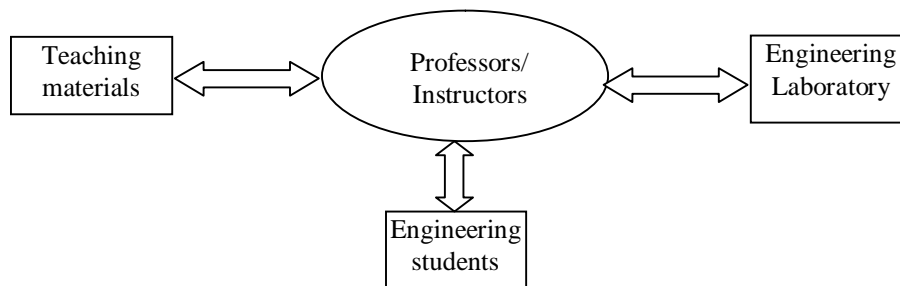 Teaching
materials
Professors/
Instructors
Engineering
Laboratory
Engineering
students